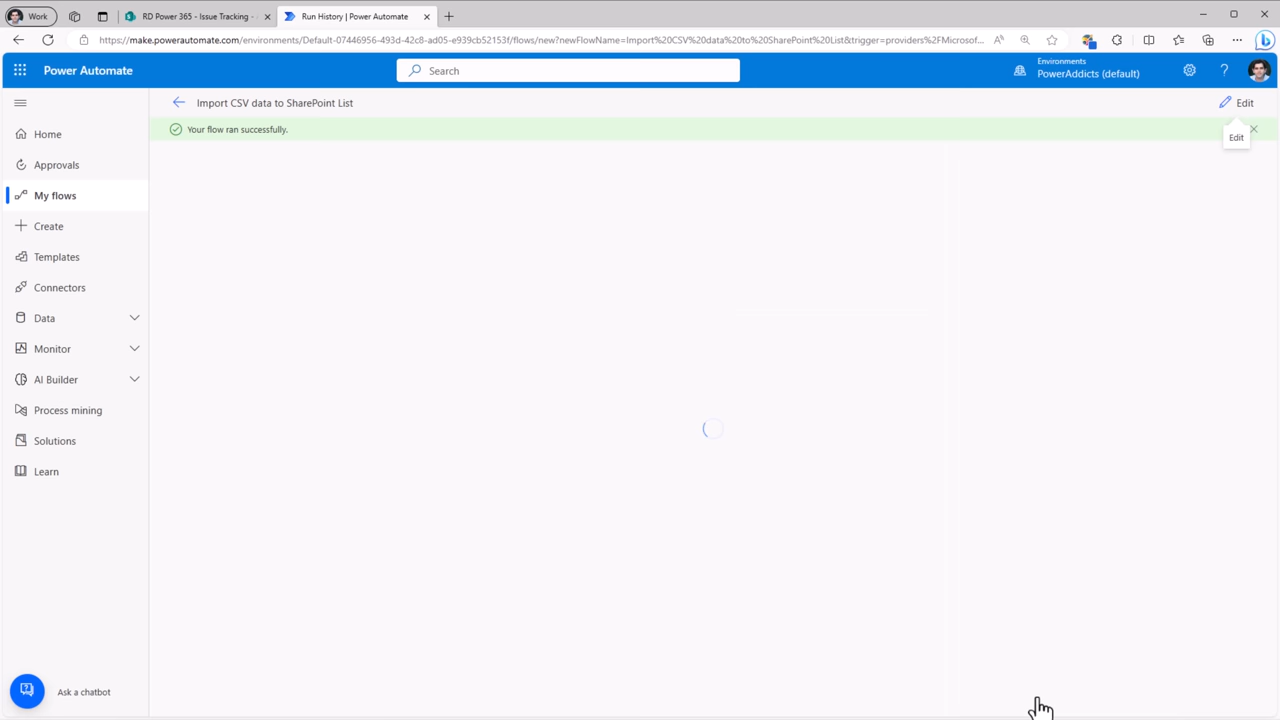 Work
RD Power 365 - Issue Tracking -
Run History | Power Automate
https://make.powerautomate.com/environments/Default-07446956-493d-42c8-ad05-e939cb52153f/flows/new?newFlowName=Import%20CSV%20data%20to%20SharePoint%20List&trigger=providers%2FMicrosof...
Power Automate
Search
Environments
PowerAddicts (default)
Import CSV data to SharePoint List
Edit
Your flow ran successfully.
Edit
Home
Approvals
My flows
Create
Templates
Connectors
Data
Monitor
AI Builder
Process mining
Solutions
Learn
Ask a chatbot